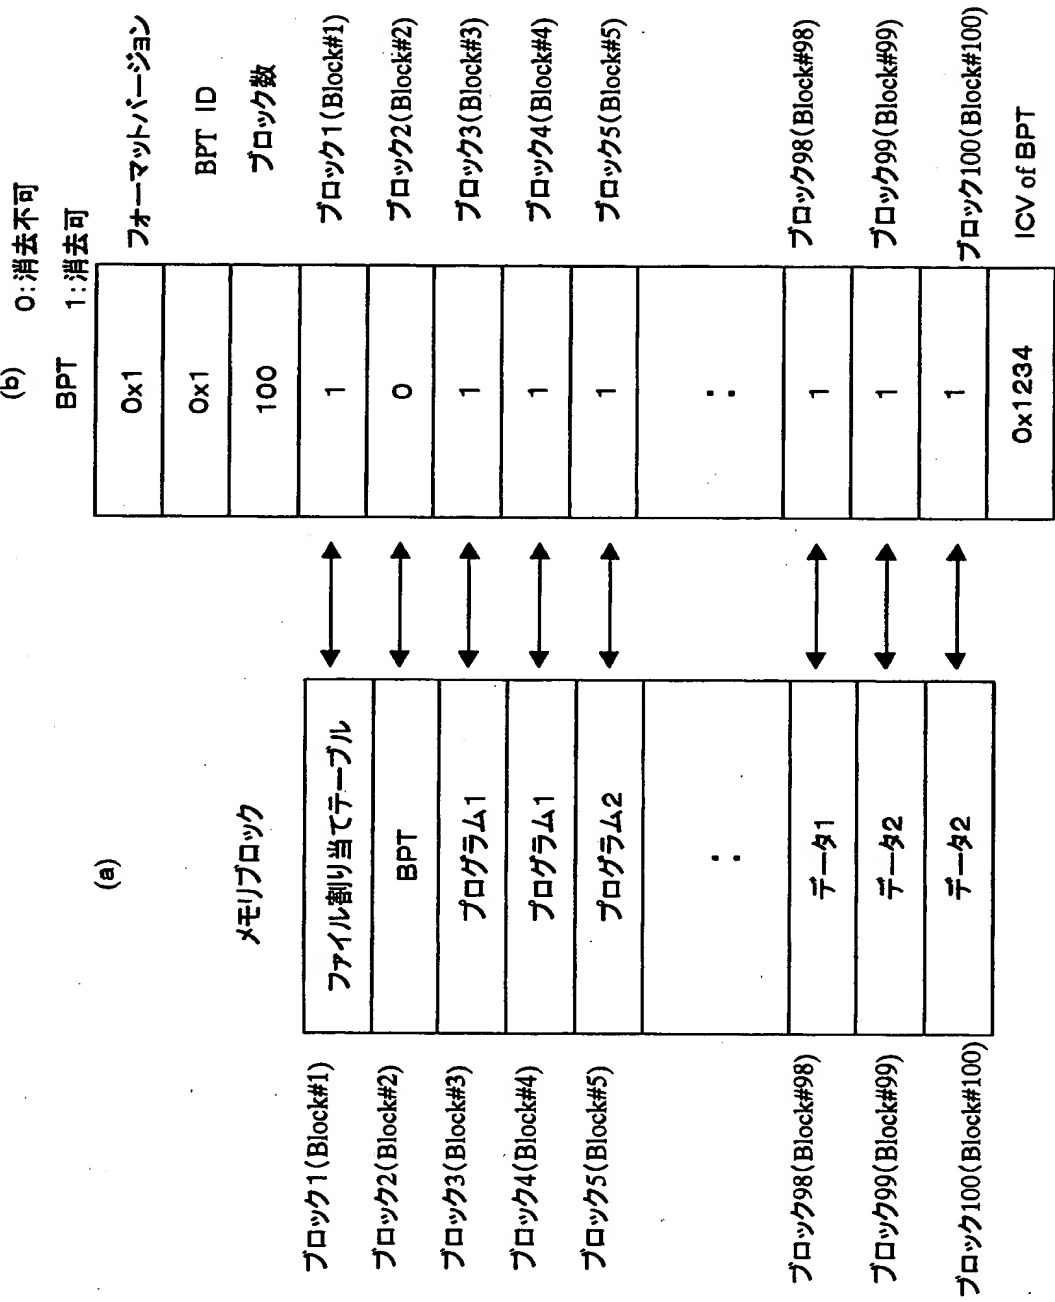 (a)
メモリブロック
ブロック1(Block#1) ファイル割り当てテーブル
ブロック2(Block#2) BPT
ブロック3(Block#3) プログラム1
ブロック4(Block#4) プログラム1
ブロック5(Block#5) プログラム2
:
ブロック98(Block#98) データ1
ブロック99(Block#99) データ2
ブロック100(Block#100) データ2
(b)
0:消去不可
BPT 1:消去可
0x1 フォーマットバージョン
0x1 BPT ID
100 ブロック数
1 ブロック1(Block#1)
0 ブロック2(Block#2)
1 ブロック3(Block#3)
1 ブロック4(Block#4)
1 ブロック5(Block#5)
:
1 ブロック98(Block#98)
1 ブロック99(Block#99)
1 ブロック100(Block#100)
0x1234 ICV of BPT